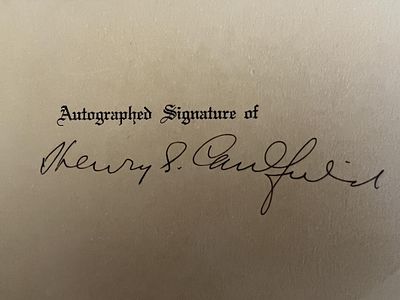 Autographed Signature of
Henry S. Caulfield